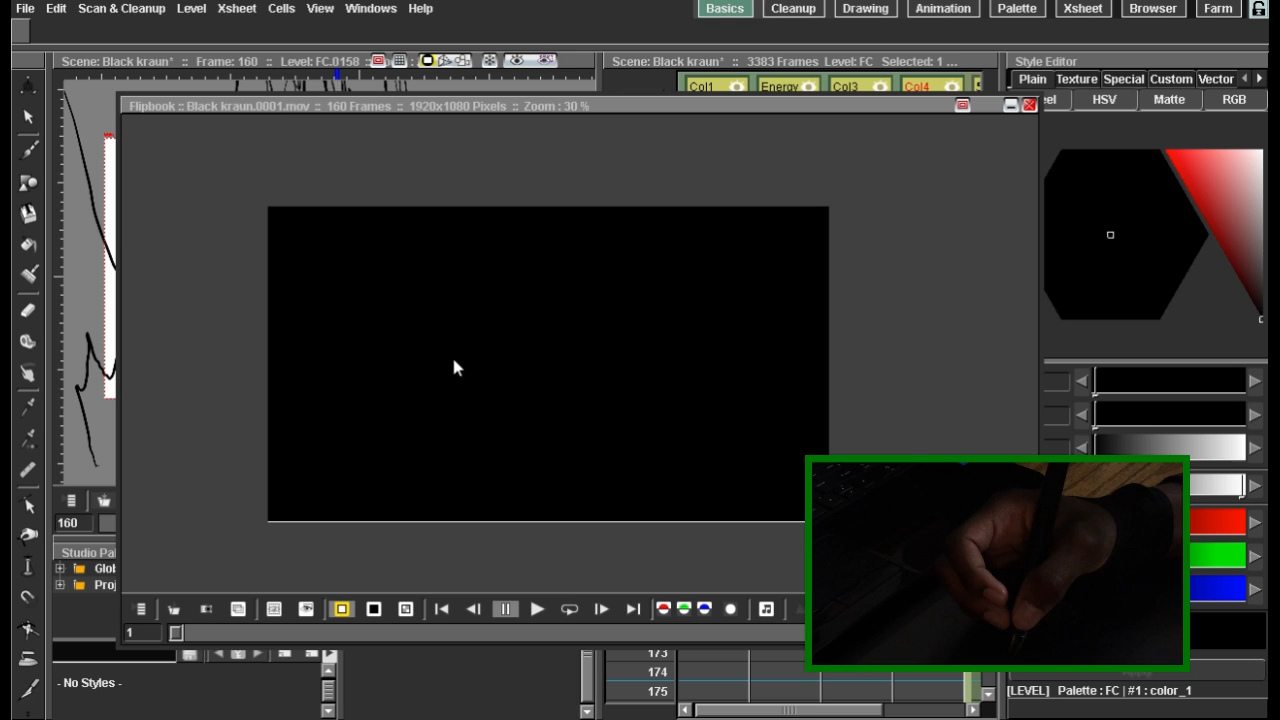 File Edit Scan & Cleanup Level Xsheet Cells View Windows Help
Basics Cleanup Drawing Animation Palette Xsheet Browser Farm
Scene: Black kraun* :: Frame: 160 :: Level: FC.0158
Scene: Black kraun* :: 3383 Frames Level: FC Selected: 1 ...
Style Editor
Plain Texture Special Custom Vector
Col1 Energy Col3 Col4
HSV Matte RGB
Flipbook :: Black kraun.0001.mov :: 160 Frames :: 1920x1080 Pixels :: Zoom : 30 %
160
Studio Pa
Glob
Proj
1
173
174
175
- No Styles -
[LEVEL] Palette : FC | #1 : color_1